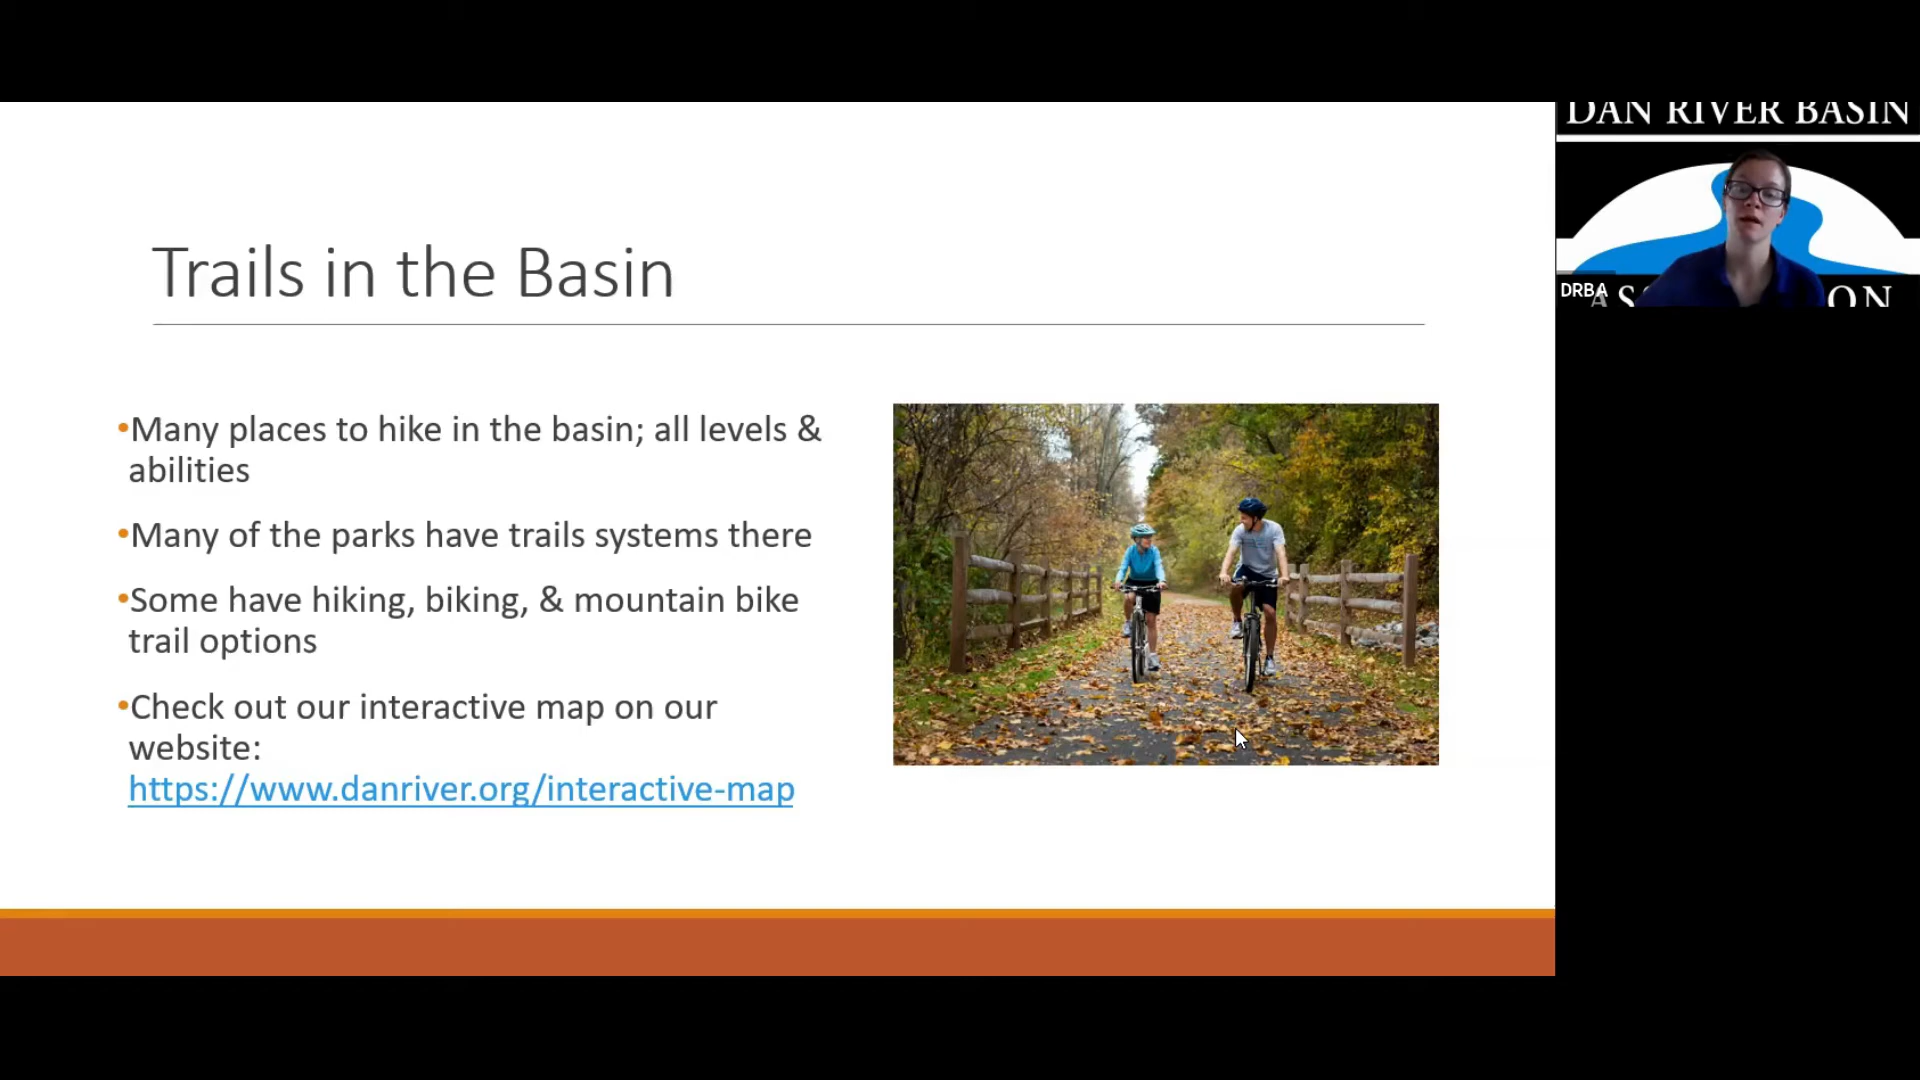 DAN RIVER BASIN
DRBA
Trails in the Basin
•Many places to hike in the basin; all levels &
abilities
•Many of the parks have trails systems there
•Some have hiking, biking, & mountain bike
trail options
•Check out our interactive map on our
website:
https://www.danriver.org/interactive-map